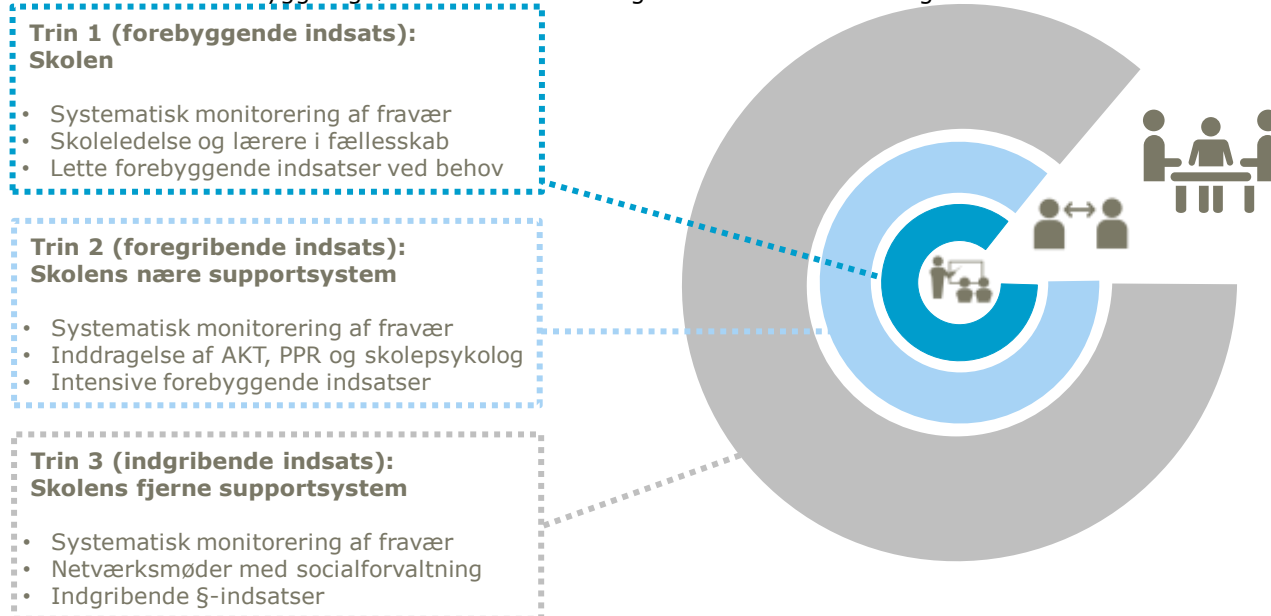 Trin 1 (forebyggende indsats):
Skolen
• Systematisk monitorering af fravær
• Skoleledelse og lærere i fællesskab
• Lette forebyggende indsatser ved behov
Trin 2 (foregribende indsats):
Skolens nære supportsystem
• Systematisk monitorering af fravær
• Inddragelse af AKT, PPR og skolepsykolog
• Intensive forebyggende indsatser
Trin 3 (indgribende indsats):
Skolens fjerne supportsystem
• Systematisk monitorering af fravær
• Netværksmøder med socialforvaltning
• Indgribende §-indsatser